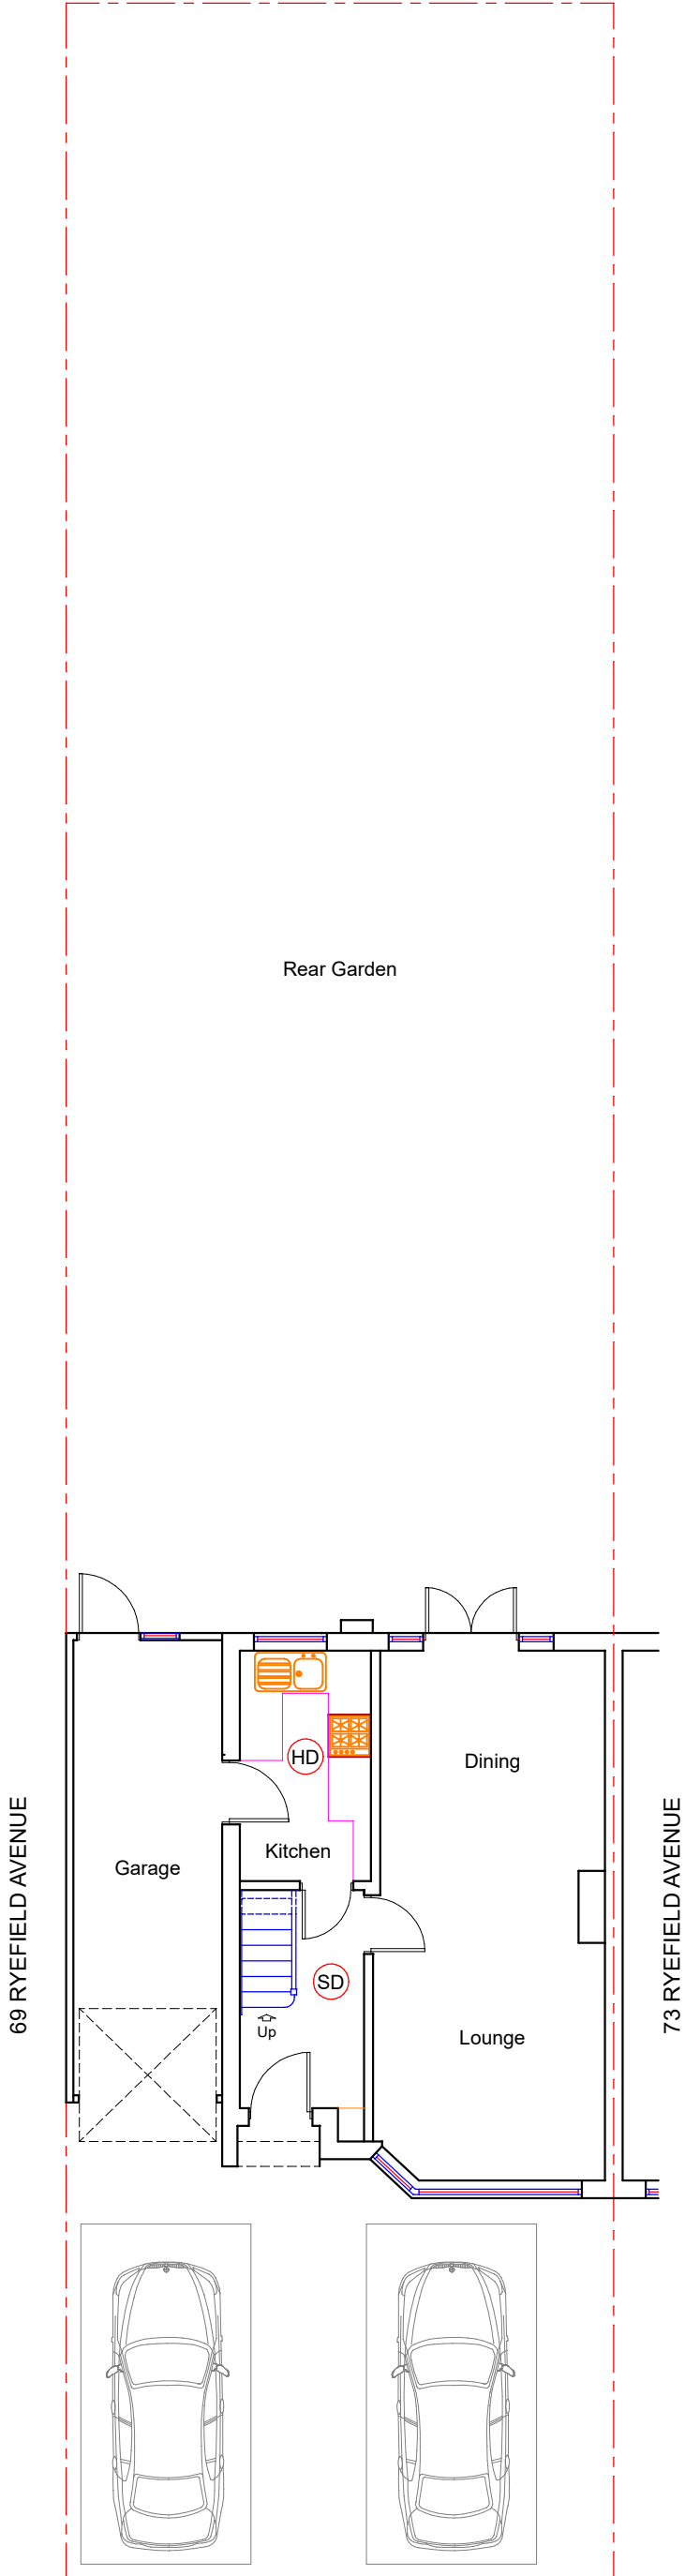 Rear Garden
Dining
HD
Kitchen
Garage
69 RYEFIELD AVENUE
73 RYEFIELD AVENUE
SD
Up
Lounge